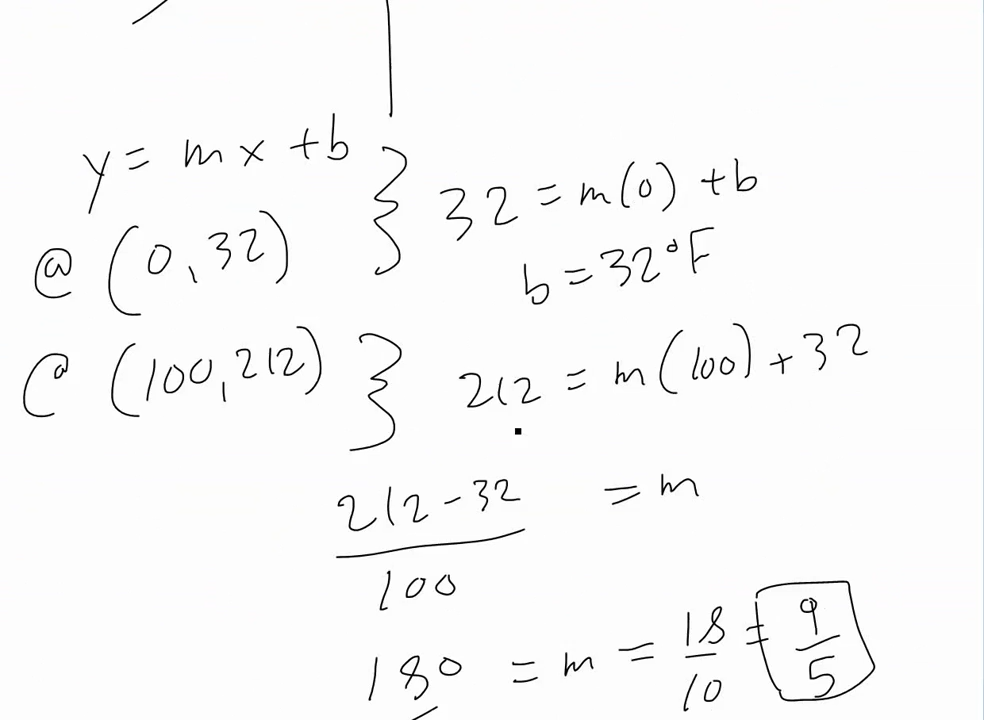 y = mx + b } 32 = m(0) + b
@ (0, 32)
b = 32°F
@ (100, 212) } 212 = m(100) + 32
212 - 32 / 100 = m
180 = m = 18/10 = 9/5